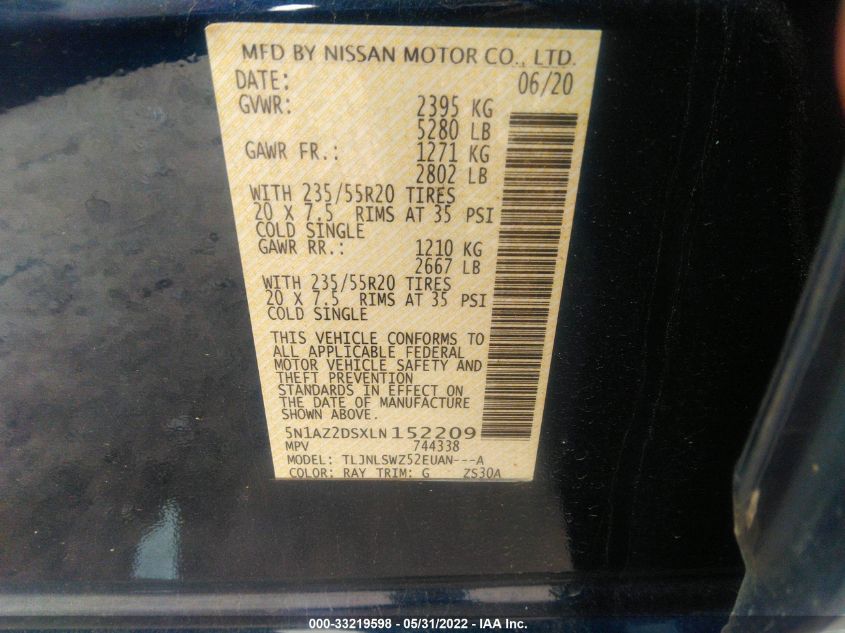 MFD BY NISSAN MOTOR CO., LTD.
DATE: 06/20
GVWR: 2395 KG
5280 LB
GAWR FR.: 1271 KG
2802 LB
WITH 235/55R20 TIRES
20 X 7.5 RIMS AT 35 PSI
COLD SINGLE
GAWR RR.: 1210 KG
2667 LB
WITH 235/55R20 TIRES
20 X 7.5 RIMS AT 35 PSI
COLD SINGLE
THIS VEHICLE CONFORMS TO
ALL APPLICABLE FEDERAL
MOTOR VEHICLE SAFETY AND
THEFT PREVENTION
STANDARDS IN EFFECT ON
THE DATE OF MANUFACTURE
SHOWN ABOVE.
5N1AZ2DSXLN152209
MPV 744338
MODEL: TLJNLSWZ52EUAN---A
COLOR: RAY TRIM: G ZS30A
000-33219598 - 05/31/2022 - IAA Inc.